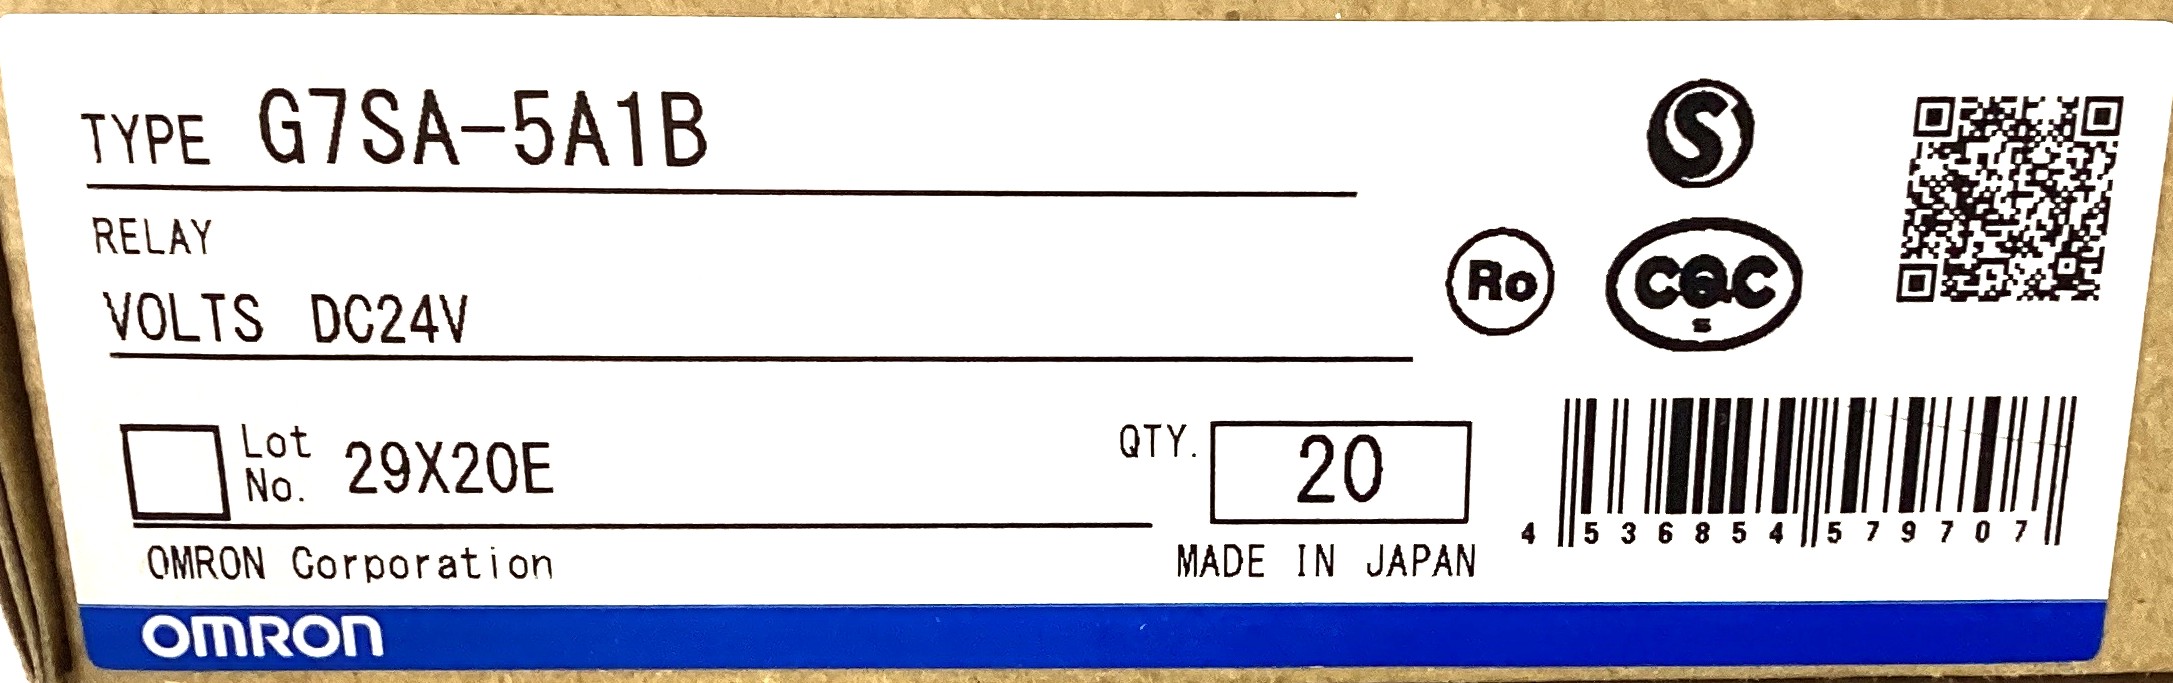 TYPE G7SA-5A1B
RELAY
VOLTS DC24V
Ro
CQC
S
Lot No. 29X20E
QTY. 20
OMRON Corporation
MADE IN JAPAN
4 536854 579707
OMRON